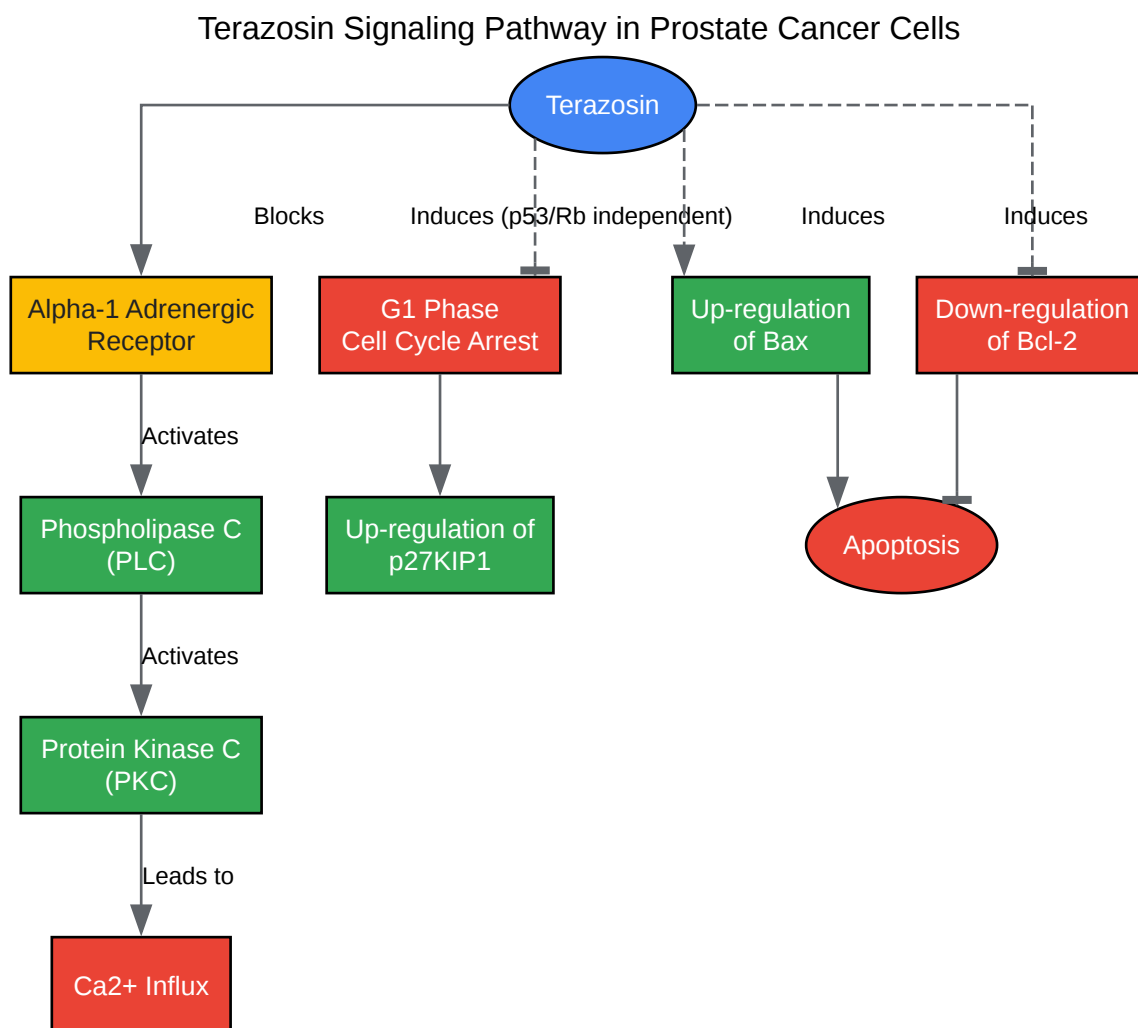 Terazosin Signaling Pathway in Prostate Cancer Cells
Terazosin
Blocks
Induces (p53/Rb independent)
Induces
Induces
Alpha-1 Adrenergic
Receptor
G1 Phase
Cell Cycle Arrest
Up-regulation
of Bax
Down-regulation
of Bcl-2
Activates
Phospholipase C
(PLC)
Up-regulation of
p27KIP1
Apoptosis
Activates
Protein Kinase C
(PKC)
Leads to
Ca2+ Influx